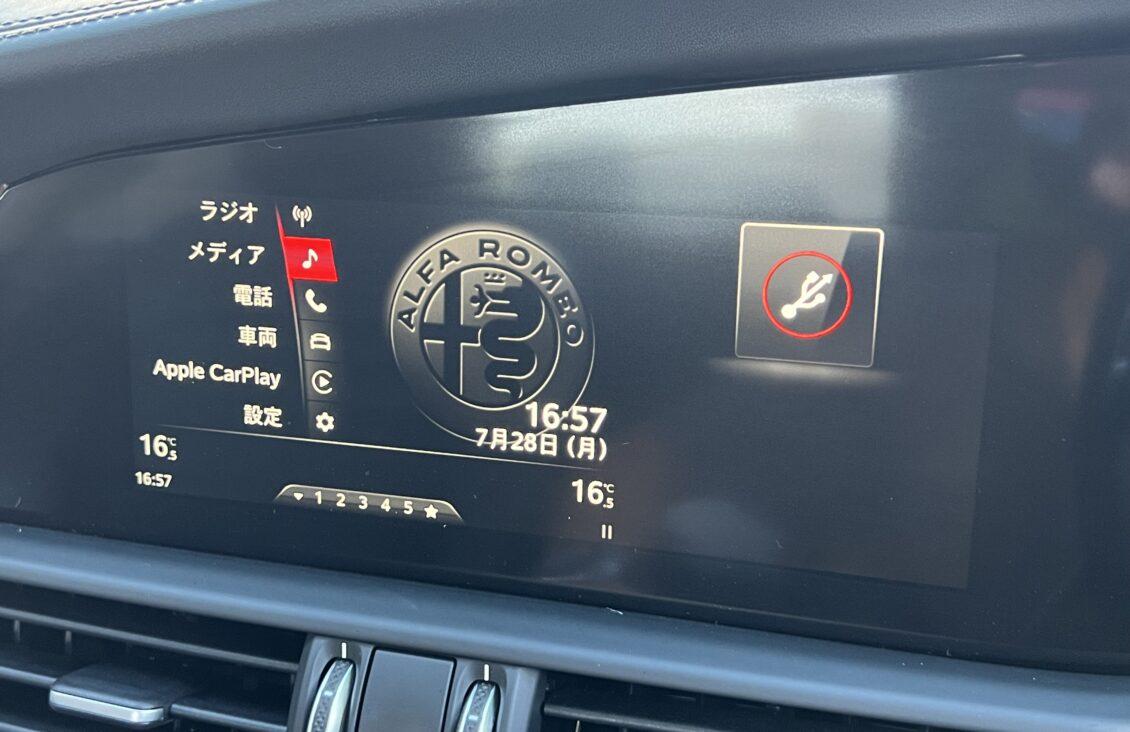 ラジオ
メディア
電話
車両
Apple CarPlay
設定
ALFA ROMEO
16:57
7月28日 (月)
16.5℃
16:57
1 2 3 4 5
16.5℃